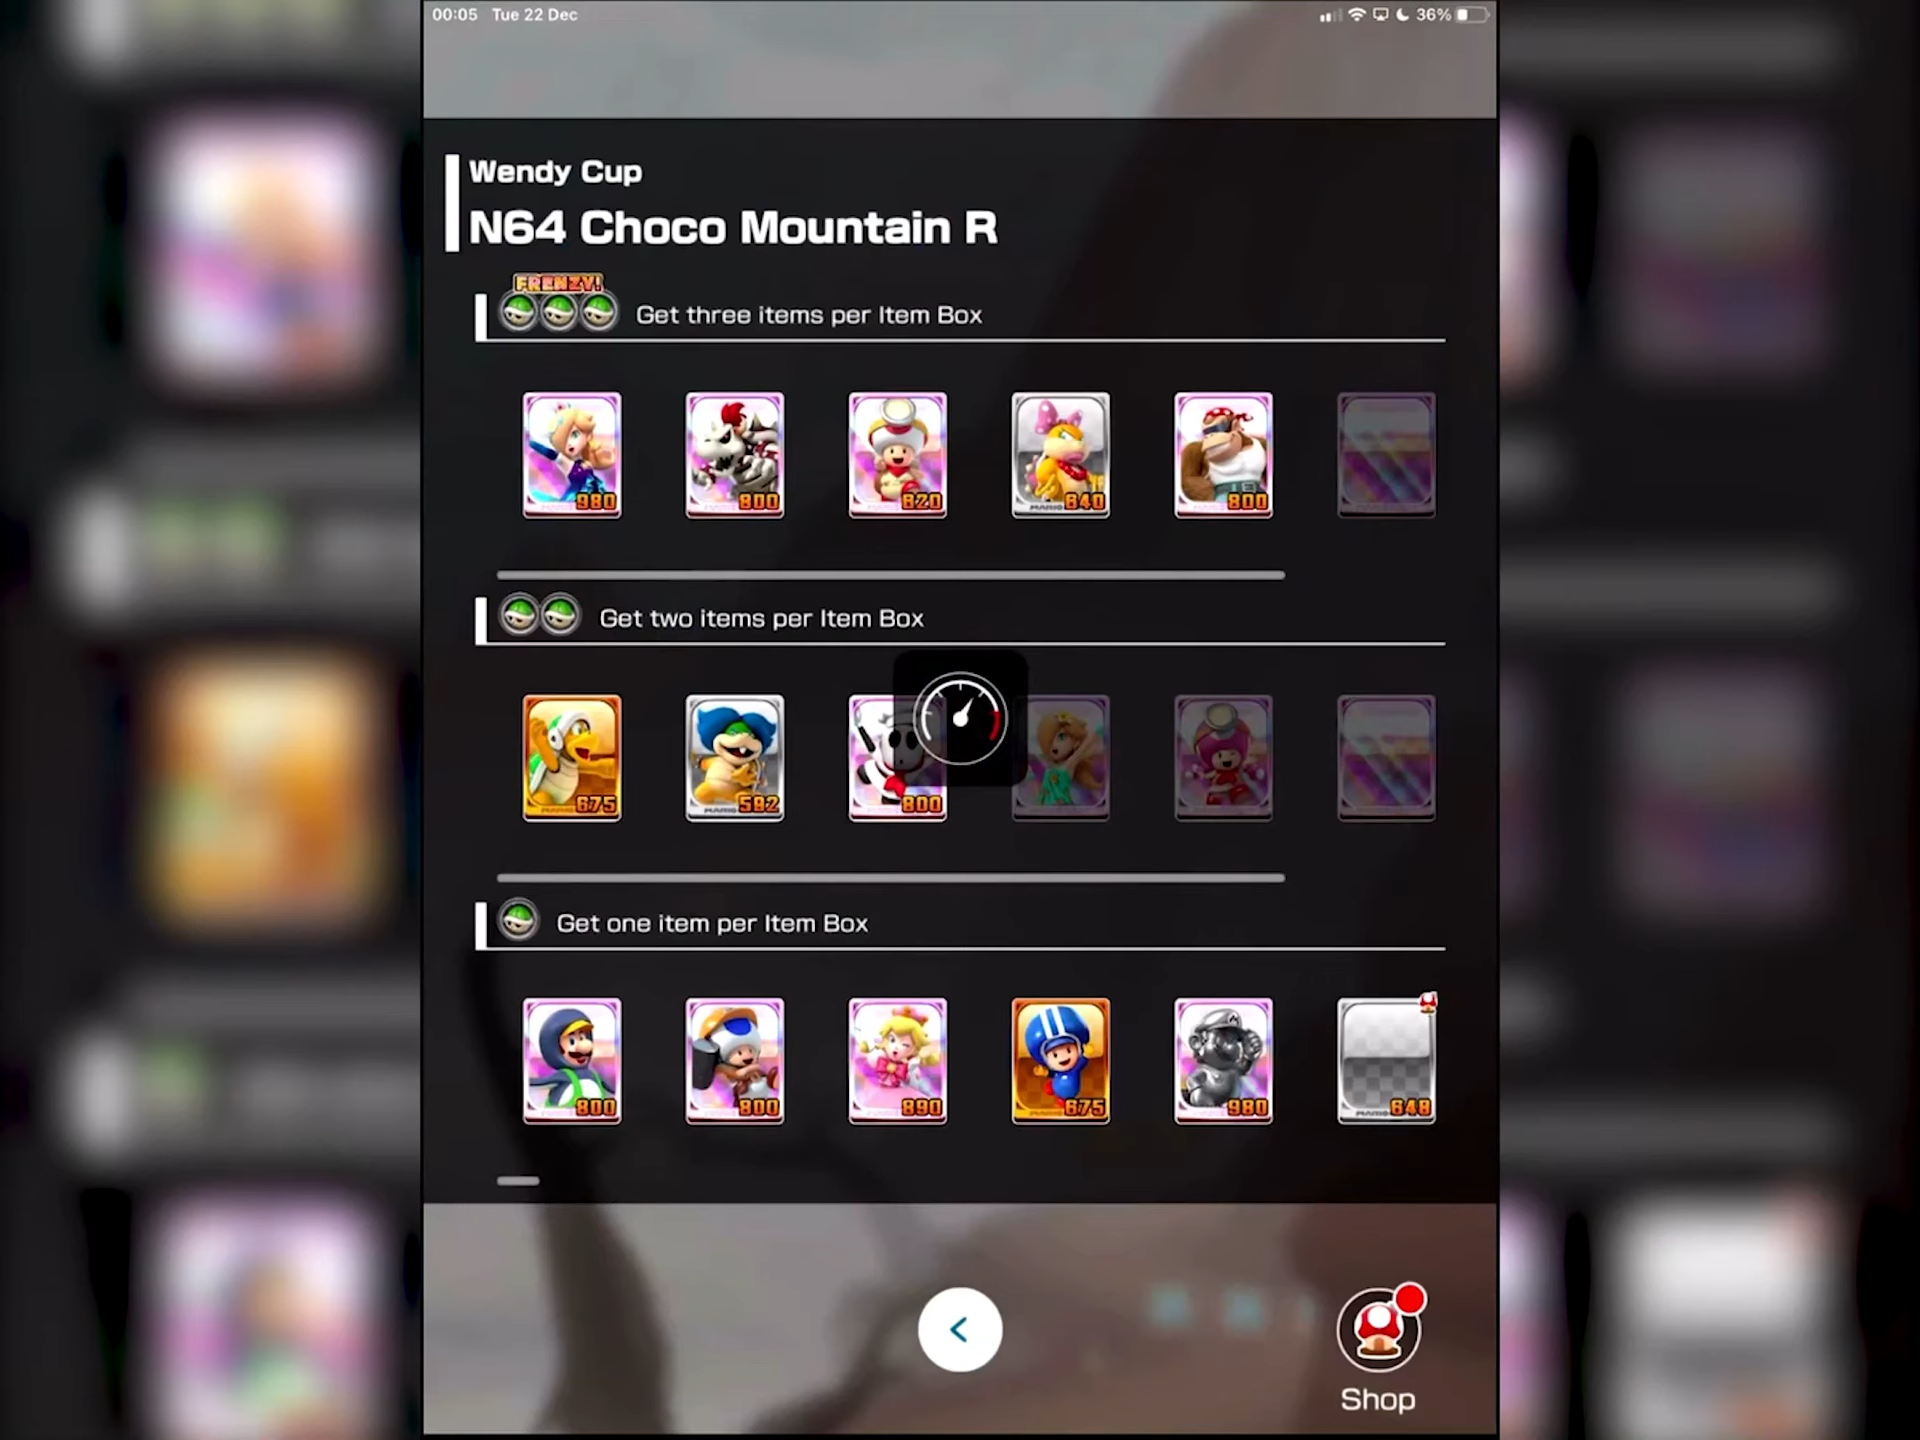 00:05 Tue 22 Dec 36%
Wendy Cup
N64 Choco Mountain R
FRENZY!
Get three items per Item Box
980 800 820 640 800
Get two items per Item Box
675 592 800
Get one item per Item Box
800 800 890 675 980 648
Shop